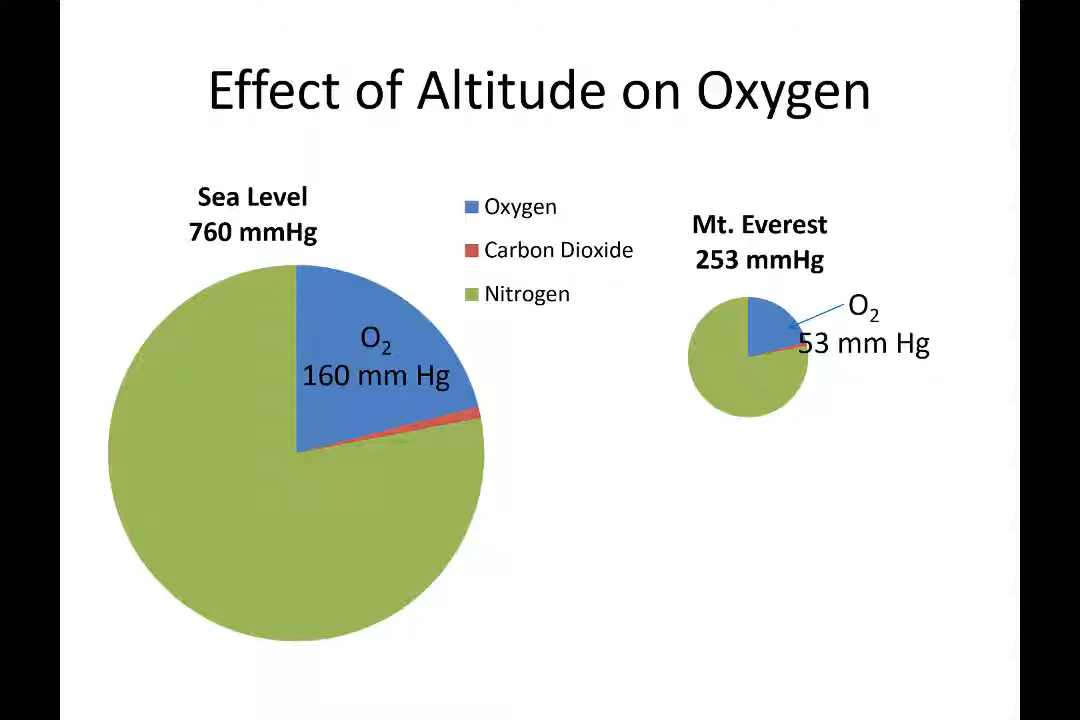 Effect of Altitude on Oxygen
Sea Level
760 mmHg
Oxygen
Carbon Dioxide
Nitrogen
Mt. Everest
253 mmHg
O₂
160 mm Hg
O₂
53 mm Hg